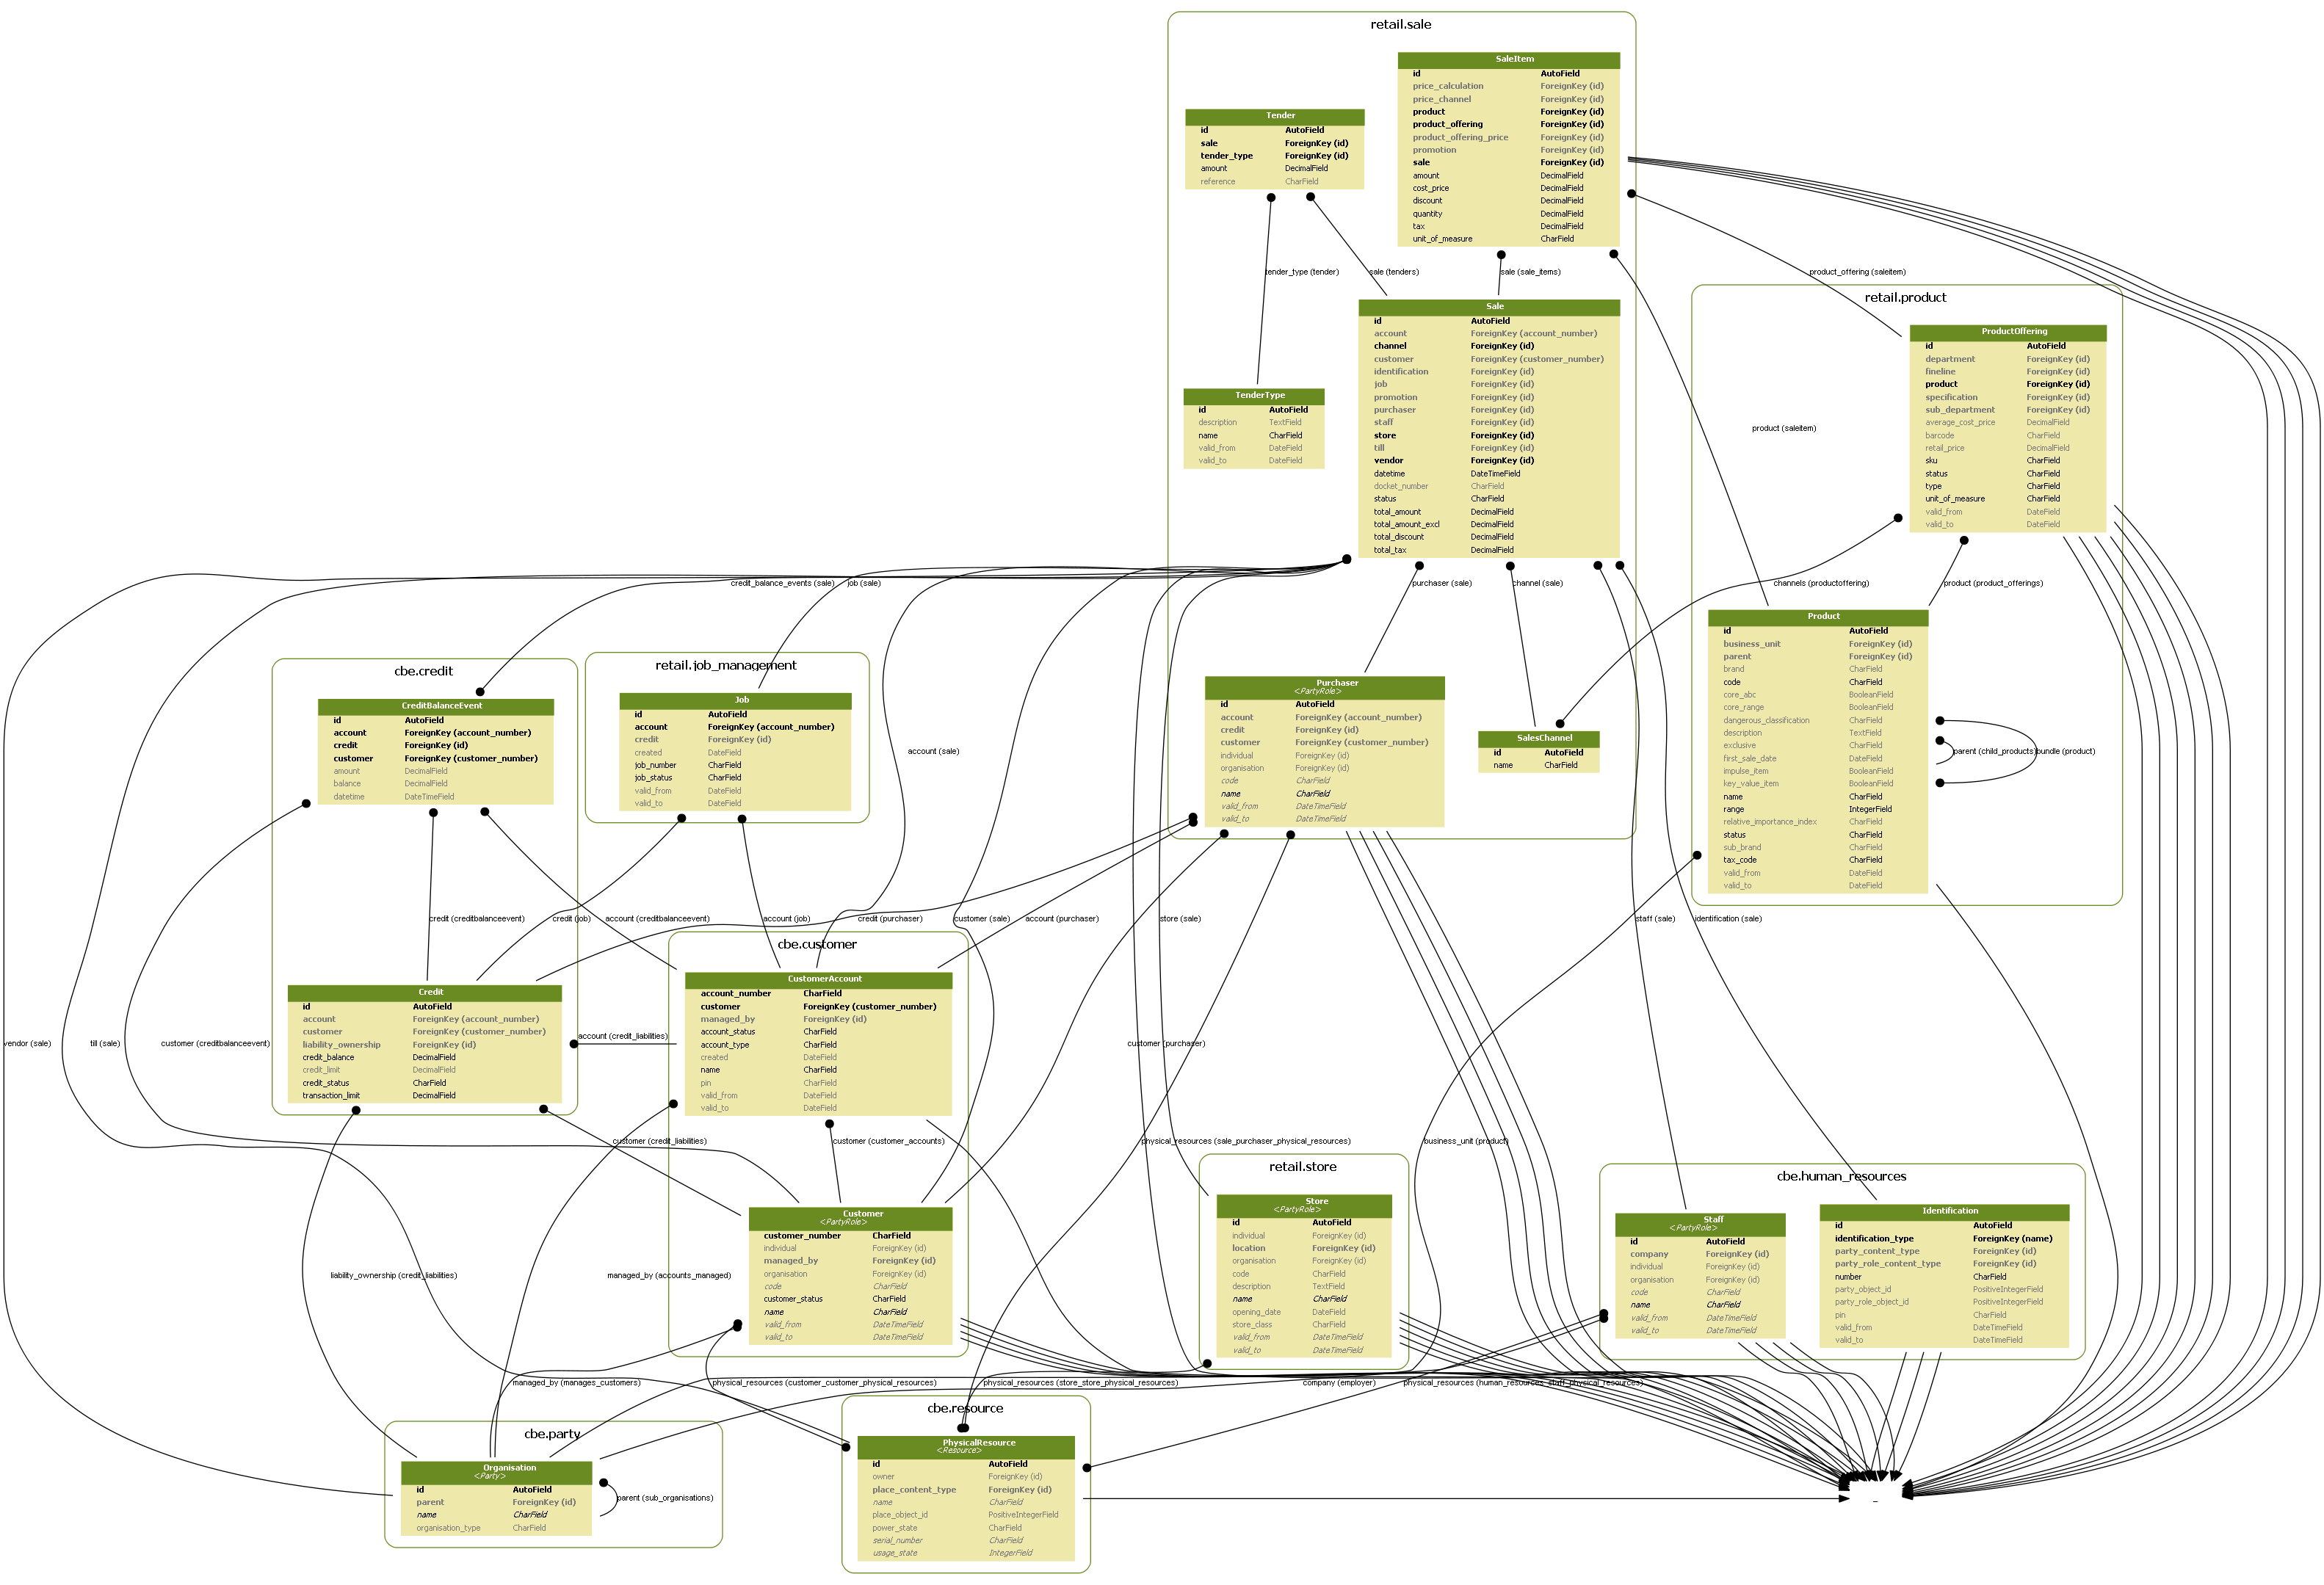 retail.sale
SaleItem
id AutoField
price_calculation ForeignKey (id)
price_channel ForeignKey (id)
product ForeignKey (id)
product_offering ForeignKey (id)
product_offering_price ForeignKey (id)
promotion ForeignKey (id)
sale ForeignKey (id)
amount DecimalField
cost_price DecimalField
discount DecimalField
quantity DecimalField
tax DecimalField
unit_of_measure CharField
Tender
id AutoField
sale ForeignKey (id)
tender_type ForeignKey (id)
amount DecimalField
reference CharField
tender_type (tender)
sale (tenders)
sale (sale_items)
product_offering (saleitem)
Sale
id AutoField
account ForeignKey (account_number)
channel ForeignKey (id)
customer ForeignKey (customer_number)
identification ForeignKey (id)
job ForeignKey (id)
promotion ForeignKey (id)
purchaser ForeignKey (id)
staff ForeignKey (id)
store ForeignKey (id)
till ForeignKey (id)
vendor ForeignKey (id)
datetime DateTimeField
docket_number CharField
status CharField
total_amount DecimalField
total_amount_excl DecimalField
total_discount DecimalField
total_tax DecimalField
TenderType
id AutoField
description TextField
name CharField
valid_from DateField
valid_to DateField
retail.product
ProductOffering
id AutoField
department ForeignKey (id)
fineline ForeignKey (id)
product ForeignKey (id)
specification ForeignKey (id)
sub_department ForeignKey (id)
average_cost_price DecimalField
barcode CharField
retail_price DecimalField
sku CharField
status CharField
type CharField
unit_of_measure CharField
valid_from DateField
valid_to DateField
product (saleitem)
credit_balance_events (sale)
job (sale)
purchaser (sale)
channel (sale)
channels (productoffering)
product (product_offerings)
Product
id AutoField
business_unit ForeignKey (id)
parent ForeignKey (id)
brand CharField
code CharField
core_abc BooleanField
core_range BooleanField
dangerous_classification CharField
description TextField
exclusive CharField
first_sale_date DateField
impulse_item BooleanField
key_value_item BooleanField
name CharField
range IntegerField
relative_importance_index CharField
status CharField
sub_brand CharField
tax_code CharField
valid_from DateField
valid_to DateField
parent (child_products)
bundle (product)
cbe.credit
CreditBalanceEvent
id AutoField
account ForeignKey (account_number)
credit ForeignKey (id)
customer ForeignKey (customer_number)
amount DecimalField
balance DecimalField
datetime DateTimeField
retail.job_management
Job
id AutoField
account ForeignKey (account_number)
credit ForeignKey (id)
created DateField
job_number CharField
job_status CharField
valid_from DateField
valid_to DateField
account (sale)
Purchaser
<PartyRole>
id AutoField
account ForeignKey (account_number)
credit ForeignKey (id)
customer ForeignKey (customer_number)
individual ForeignKey (id)
organisation ForeignKey (id)
code CharField
name CharField
valid_from DateTimeField
valid_to DateTimeField
SalesChannel
id AutoField
name CharField
credit (creditbalanceevent)
credit (job)
account (creditbalanceevent)
account (job)
credit (purchaser)
customer (sale)
account (purchaser)
store (sale)
staff (sale)
identification (sale)
Credit
id AutoField
account ForeignKey (account_number)
customer ForeignKey (customer_number)
liability_ownership ForeignKey (id)
credit_balance DecimalField
credit_limit DecimalField
credit_status CharField
transaction_limit DecimalField
cbe.customer
CustomerAccount
account_number CharField
customer ForeignKey (customer_number)
managed_by ForeignKey (id)
account_status CharField
account_type CharField
created DateField
name CharField
pin CharField
valid_from DateField
valid_to DateField
vendor (sale)
till (sale)
customer (creditbalanceevent)
account (credit_liabilities)
customer (purchaser)
customer (credit_liabilities)
customer (customer_accounts)
physical_resources (sale_purchaser_physical_resources)
business_unit (product)
Customer
<PartyRole>
customer_number CharField
individual ForeignKey (id)
managed_by ForeignKey (id)
organisation ForeignKey (id)
code CharField
customer_status CharField
name CharField
valid_from DateTimeField
valid_to DateTimeField
retail.store
Store
<PartyRole>
id AutoField
individual ForeignKey (id)
location ForeignKey (id)
organisation ForeignKey (id)
code CharField
description TextField
name CharField
opening_date DateField
store_class CharField
valid_from DateTimeField
valid_to DateTimeField
cbe.human_resources
Staff
<PartyRole>
id AutoField
company ForeignKey (id)
individual ForeignKey (id)
organisation ForeignKey (id)
code CharField
name CharField
valid_from DateTimeField
valid_to DateTimeField
Identification
id AutoField
identification_type ForeignKey (name)
party_content_type ForeignKey (id)
party_role_content_type ForeignKey (id)
number CharField
party_object_id PositiveIntegerField
party_role_object_id PositiveIntegerField
pin CharField
valid_from DateTimeField
valid_to DateTimeField
liability_ownership (credit_liabilities)
managed_by (accounts_managed)
managed_by (manages_customers)
physical_resources (customer_customer_physical_resources)
physical_resources (store_store_physical_resources)
company (employer)
physical_resources (human_resources_staff_physical_resources)
cbe.party
Organisation
<Party>
id AutoField
parent ForeignKey (id)
name CharField
organisation_type CharField
parent (sub_organisations)
cbe.resource
PhysicalResource
<Resource>
id AutoField
owner ForeignKey (id)
place_content_type ForeignKey (id)
name CharField
place_object_id PositiveIntegerField
power_state CharField
serial_number CharField
usage_state IntegerField
_